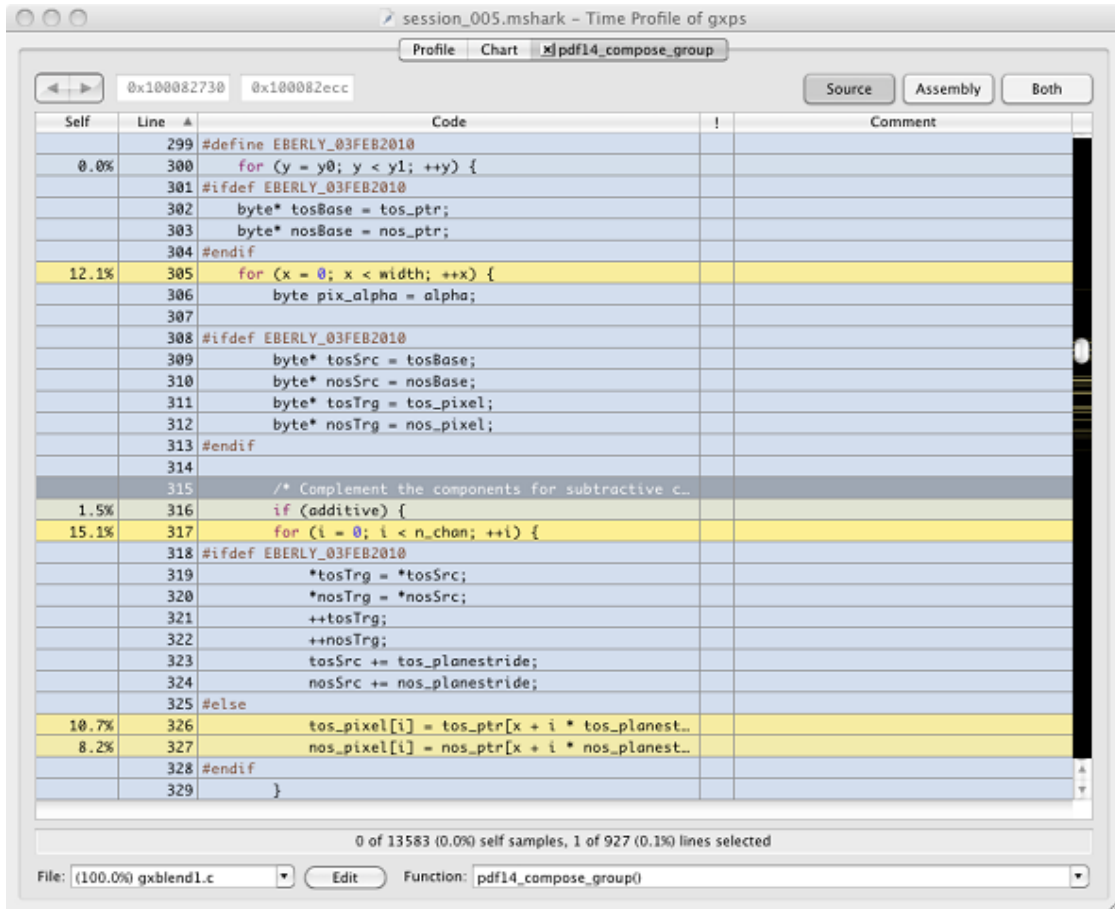 session_005.mshark – Time Profile of gxps
Profile Chart pdf14_compose_group
0x100082730 0x100082ecc Source Assembly Both
Self Line Code ! Comment
299 #define EBERLY_03FEB2010
0.0% 300 for (y = y0; y < y1; ++y) {
301 #ifdef EBERLY_03FEB2010
302 byte* tosBase = tos_ptr;
303 byte* nosBase = nos_ptr;
304 #endif
12.1% 305 for (x = 0; x < width; ++x) {
306 byte pix_alpha = alpha;
307
308 #ifdef EBERLY_03FEB2010
309 byte* tosSrc = tosBase;
310 byte* nosSrc = nosBase;
311 byte* tosTrg = tos_pixel;
312 byte* nosTrg = nos_pixel;
313 #endif
314
315 /* Complement the components for subtractive c…
1.5% 316 if (additive) {
15.1% 317 for (i = 0; i < n_chan; ++i) {
318 #ifdef EBERLY_03FEB2010
319 *tosTrg = *tosSrc;
320 *nosTrg = *nosSrc;
321 ++tosTrg;
322 ++nosTrg;
323 tosSrc += tos_planestride;
324 nosSrc += nos_planestride;
325 #else
10.7% 326 tos_pixel[i] = tos_ptr[x + i * tos_planest…
8.2% 327 nos_pixel[i] = nos_ptr[x + i * nos_planest…
328 #endif
329 }
0 of 13583 (0.0%) self samples, 1 of 927 (0.1%) lines selected
File: (100.0%) gxblend1.c Edit Function: pdf14_compose_group()